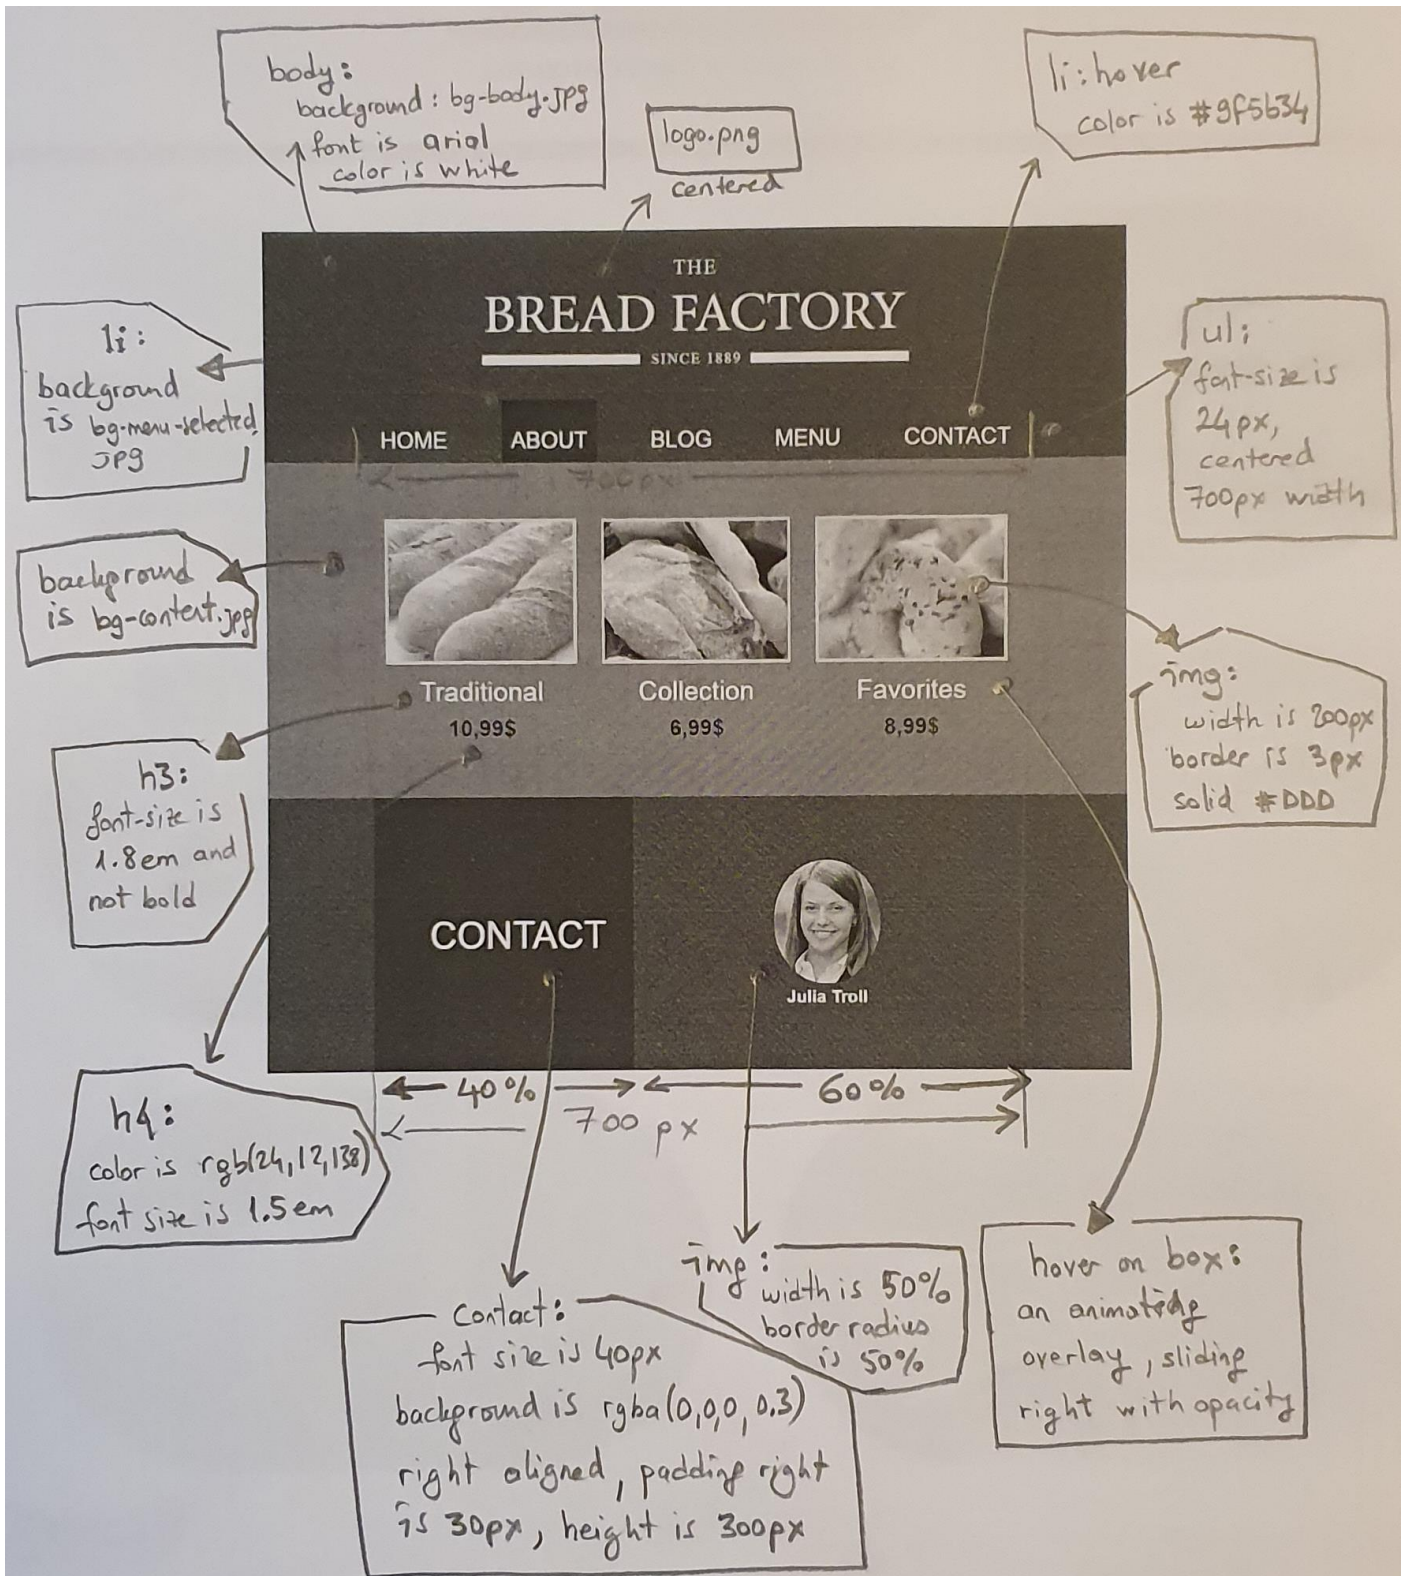 body:
background: bg-body.jpg
font is arial
color is white
logo.png
centered
li:hover
color is #9f5b34
THE
BREAD FACTORY
SINCE 1889
li:
background
is bg-menu-selected.
jpg
ul:
font-size is
24px,
centered
700px width
HOME ABOUT BLOG MENU CONTACT
700px
background
is bg-content.jpg
img:
width is 200px
border is 3px
solid #DDD
Traditional Collection Favorites
10,99$ 6,99$ 8,99$
h3:
font-size is
1.8em and
not bold
CONTACT
Julia Troll
40% 60%
700 px
h4:
color is rgb(24,12,138)
font size is 1.5em
Contact:
font size is 40px
background is rgba(0,0,0,0.3)
right aligned, padding right
is 30px, height is 300px
img:
width is 50%
border radius
is 50%
hover on box:
an animating
overlay, sliding
right with opacity